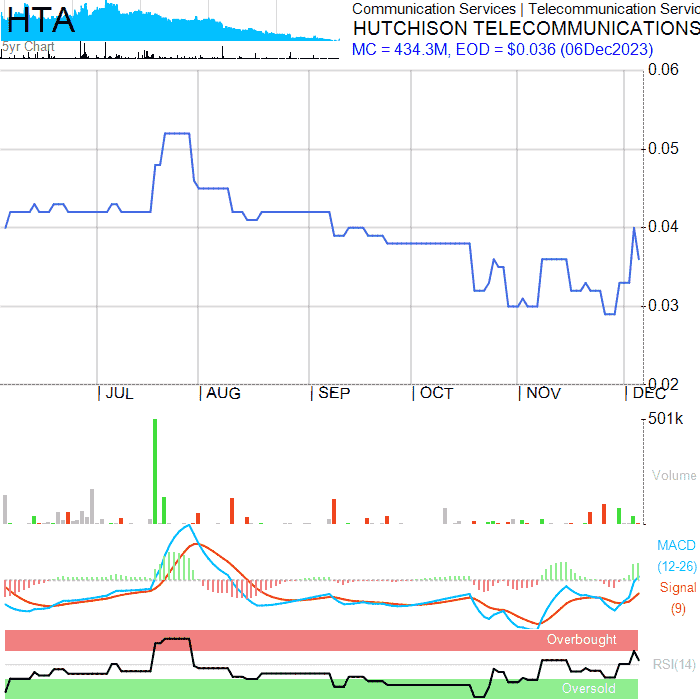 HTA
5yr Chart
Communication Services | Telecommunication Servic
HUTCHISON TELECOMMUNICATIONS
MC = 434.3M, EOD = $0.036 (06Dec2023)
0.06
0.05
0.04
0.03
0.02
| JUL | AUG | SEP | OCT | NOV | DEC
501k
Volume
MACD
(12-26)
Signal
(9)
Overbought
RSI(14)
Oversold